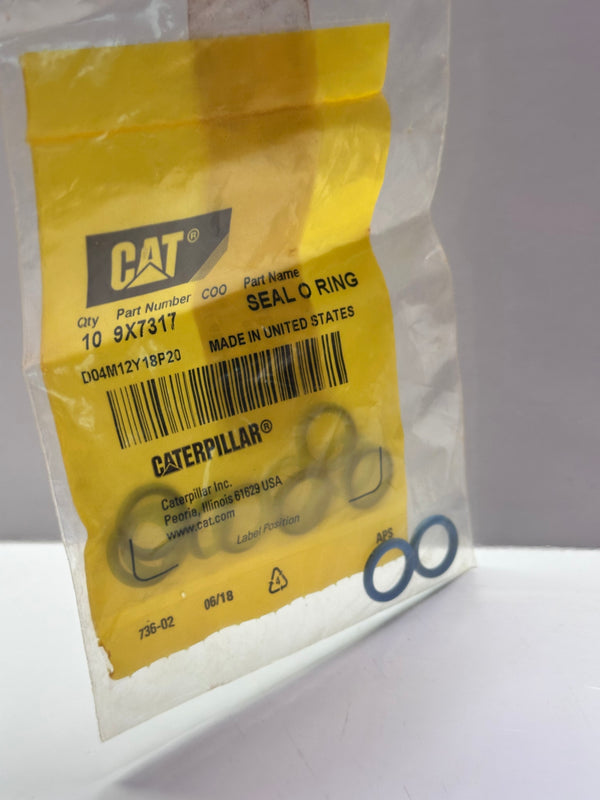 CAT®
Qty Part Number COO Part Name
10 9X7317 SEAL O RING
D04M12Y18P20 MADE IN UNITED STATES
CATERPILLAR®
Caterpillar Inc.
Peoria, Illinois 61629 USA
www.cat.com
Label Position
APS
736-02 06/18 4